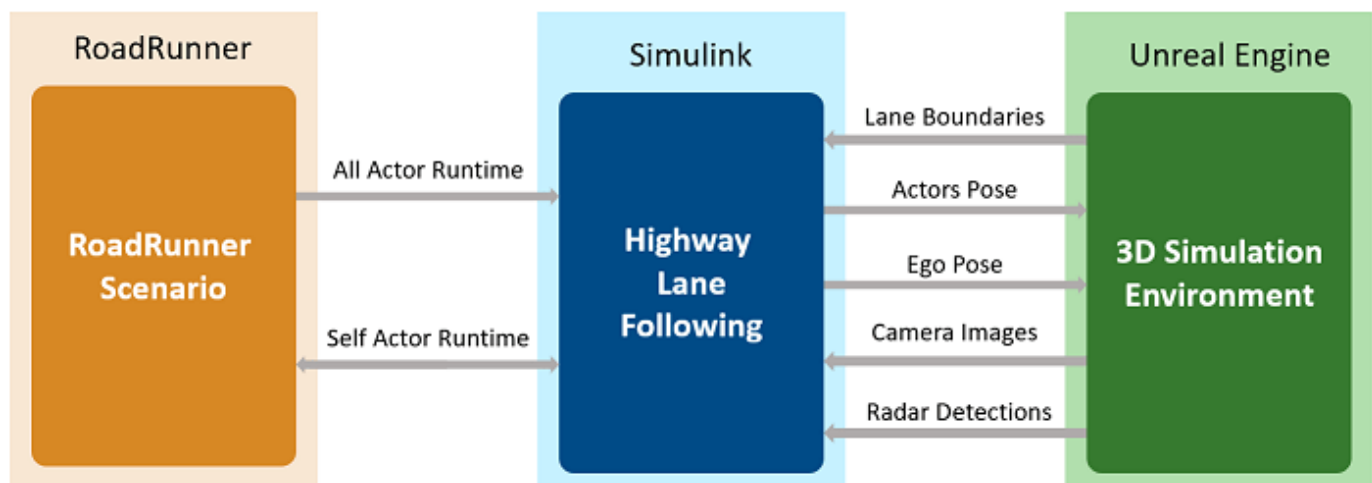 RoadRunner
Simulink
Unreal Engine
RoadRunner
Scenario
All Actor Runtime
Self Actor Runtime
Highway
Lane
Following
Lane Boundaries
Actors Pose
Ego Pose
Camera Images
Radar Detections
3D Simulation
Environment